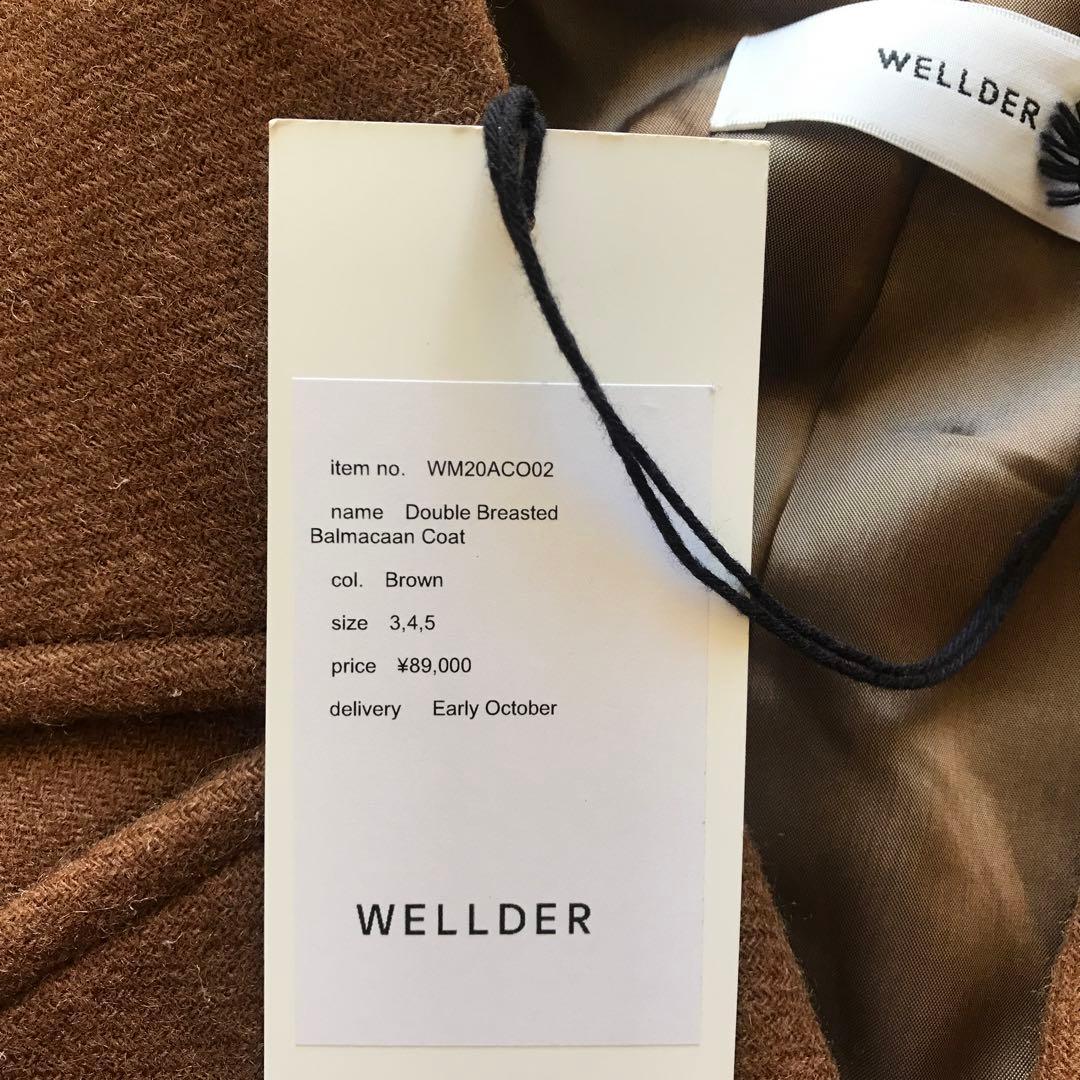 WELLDER
item no. WM20ACO02
name Double Breasted
Balmacaan Coat
col. Brown
size 3,4,5
price ¥89,000
delivery Early October
WELLDER